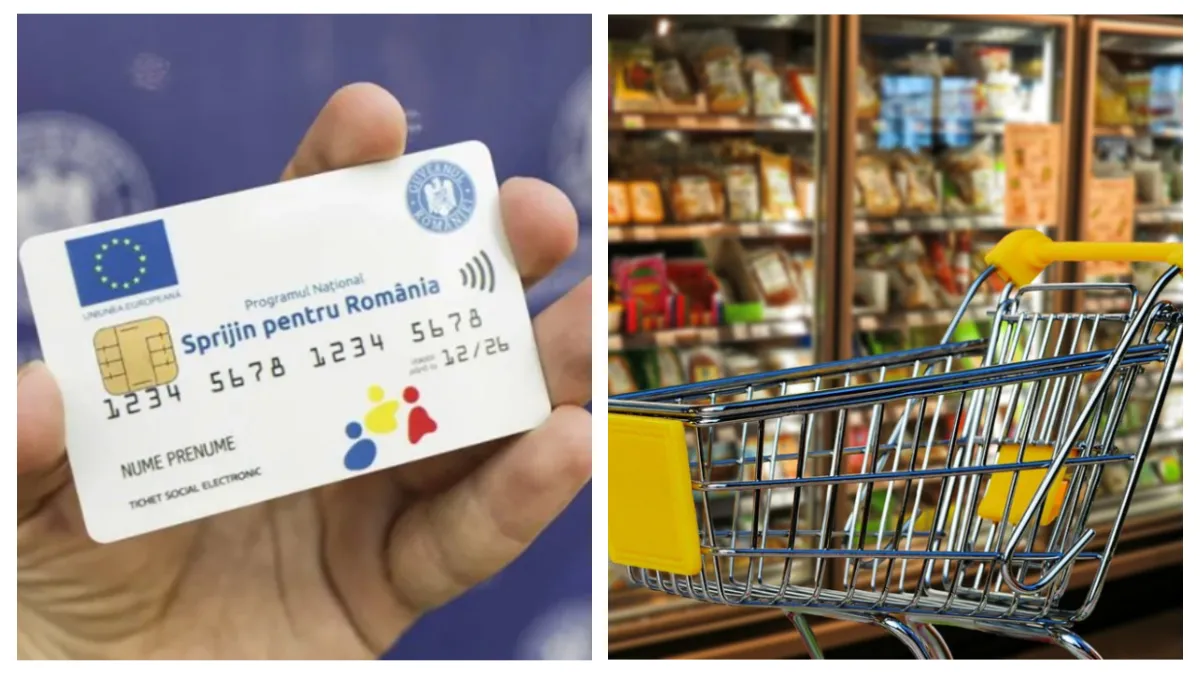 GUVERNUL ROMÂNIEI
UNIUNEA EUROPEANĂ
Programul Național
Sprijin pentru România
1234 5678 1234 5678
12/26
NUME PRENUME
TICHET SOCIAL ELECTRONIC